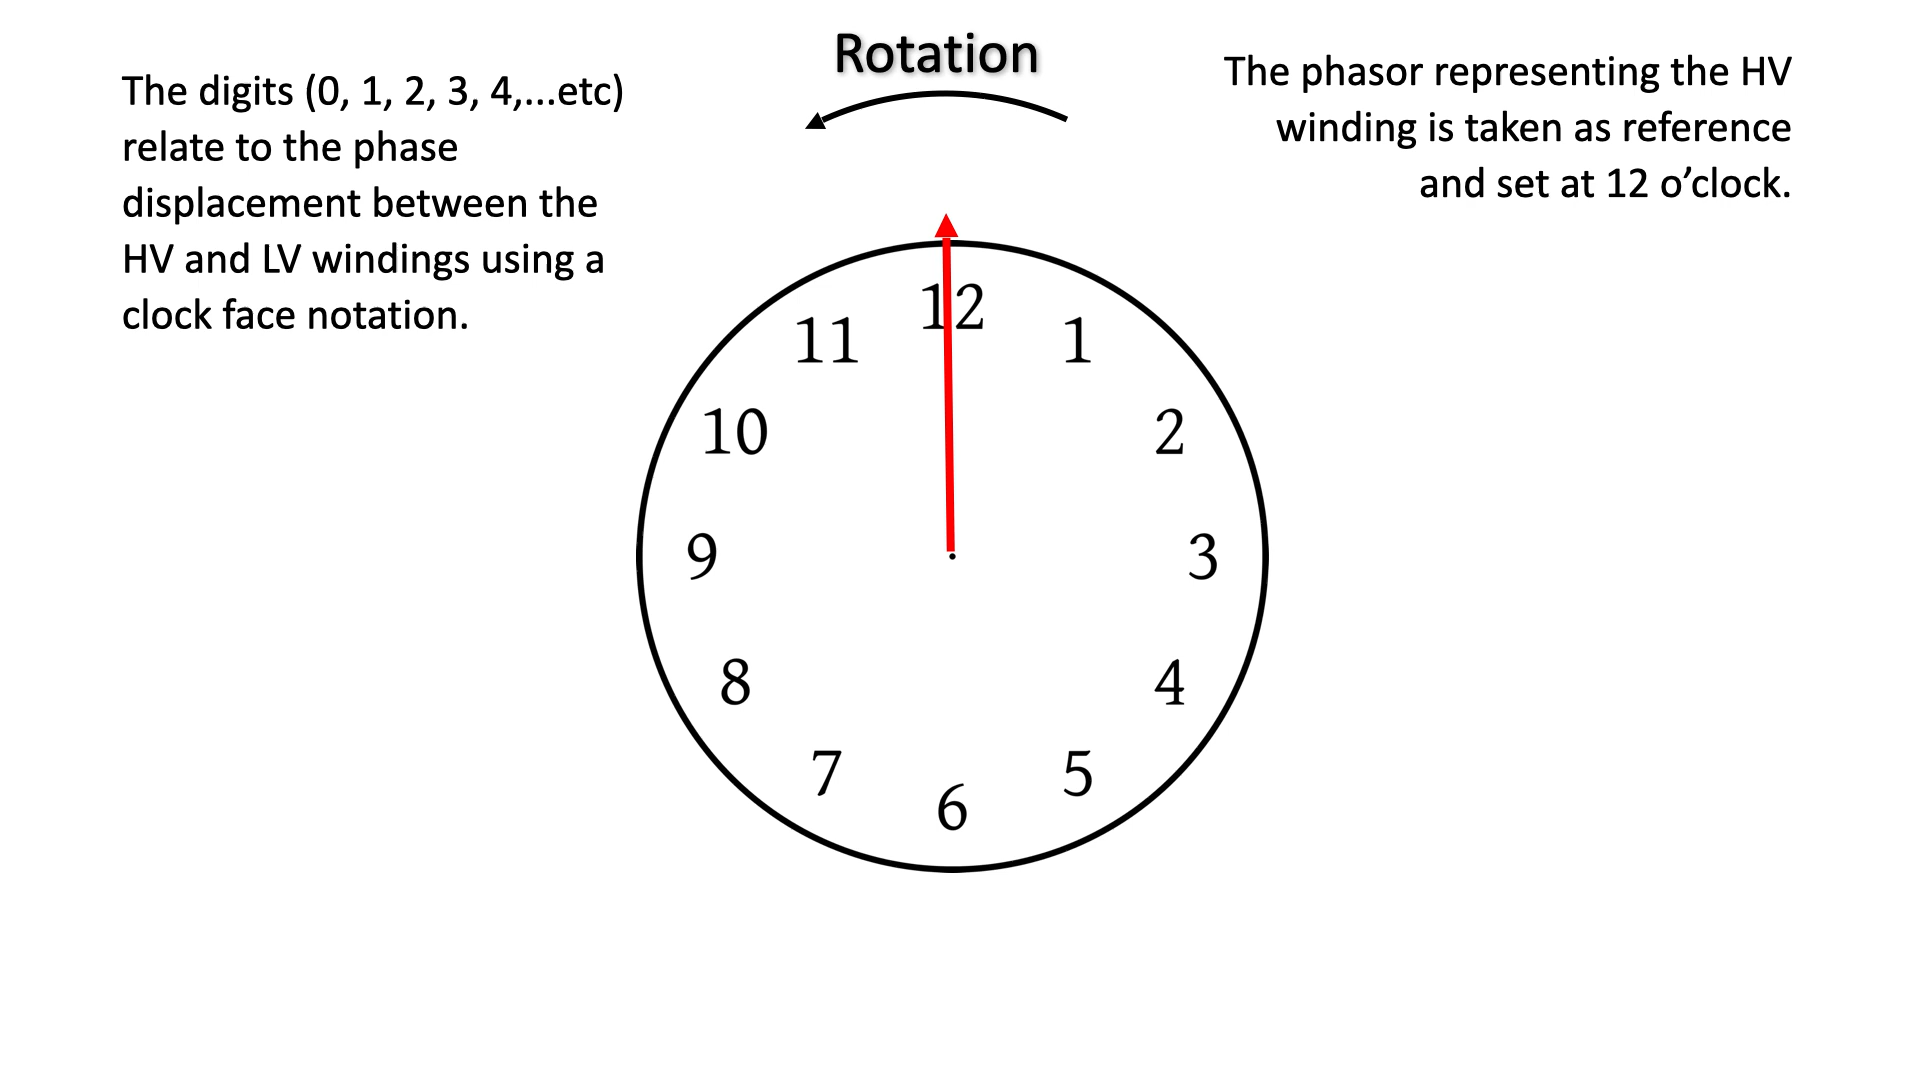 Rotation
The digits (0, 1, 2, 3, 4,...etc)
relate to the phase
displacement between the
HV and LV windings using a
clock face notation.
The phasor representing the HV
winding is taken as reference
and set at 12 o’clock.
12
1
2
3
4
5
6
7
8
9
10
11